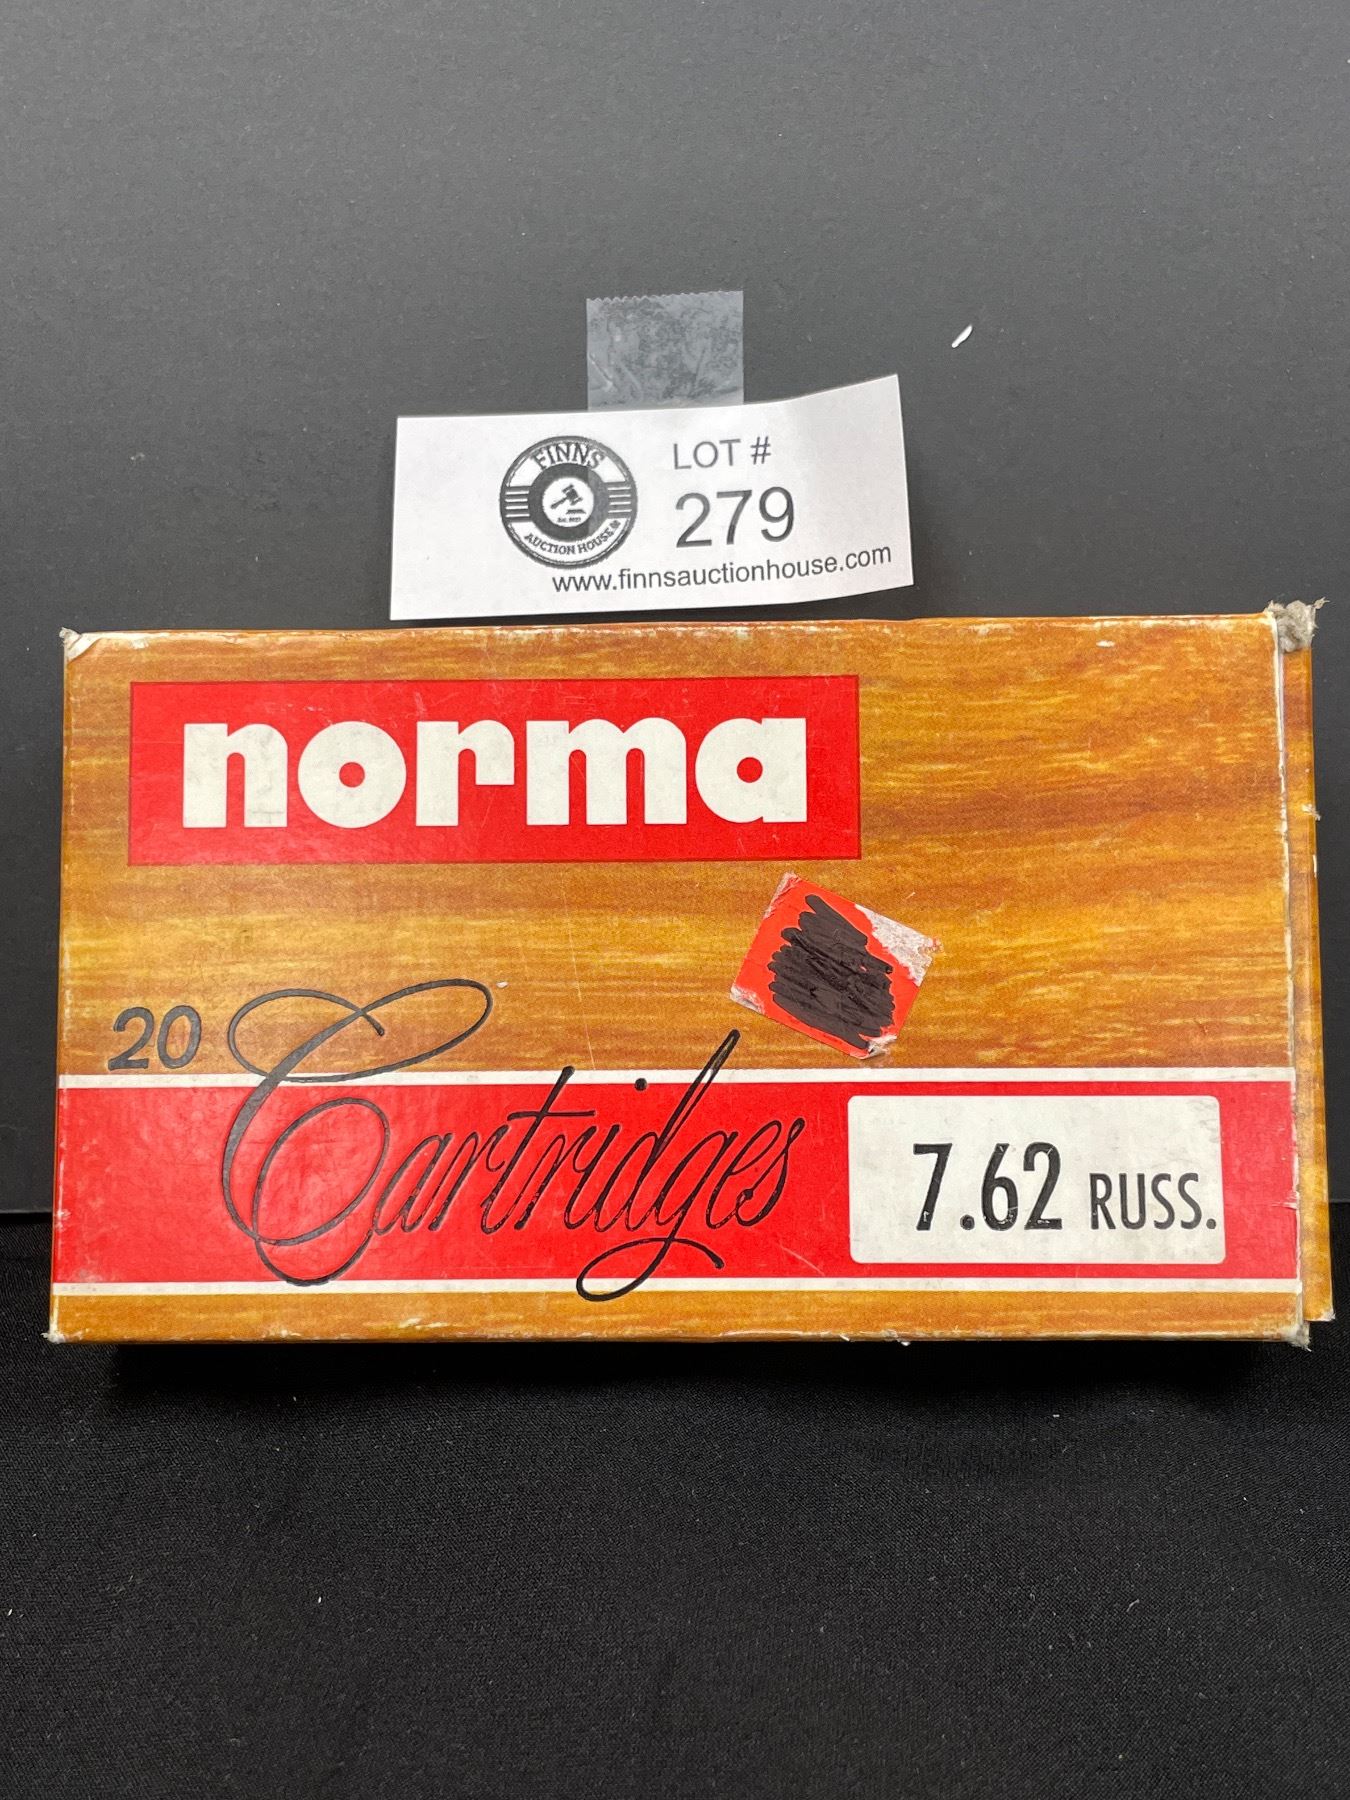 FINNS
AUCTION HOUSE
LOT #
279
www.finnsauctionhouse.com
norma
20 Cartridges
7.62 RUSS.